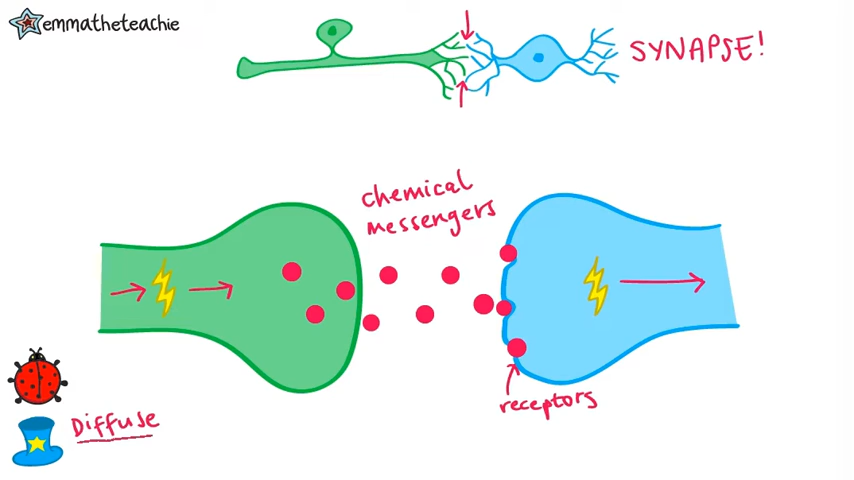 emmatheteachie
SYNAPSE!
chemical
messengers
receptors
Diffuse